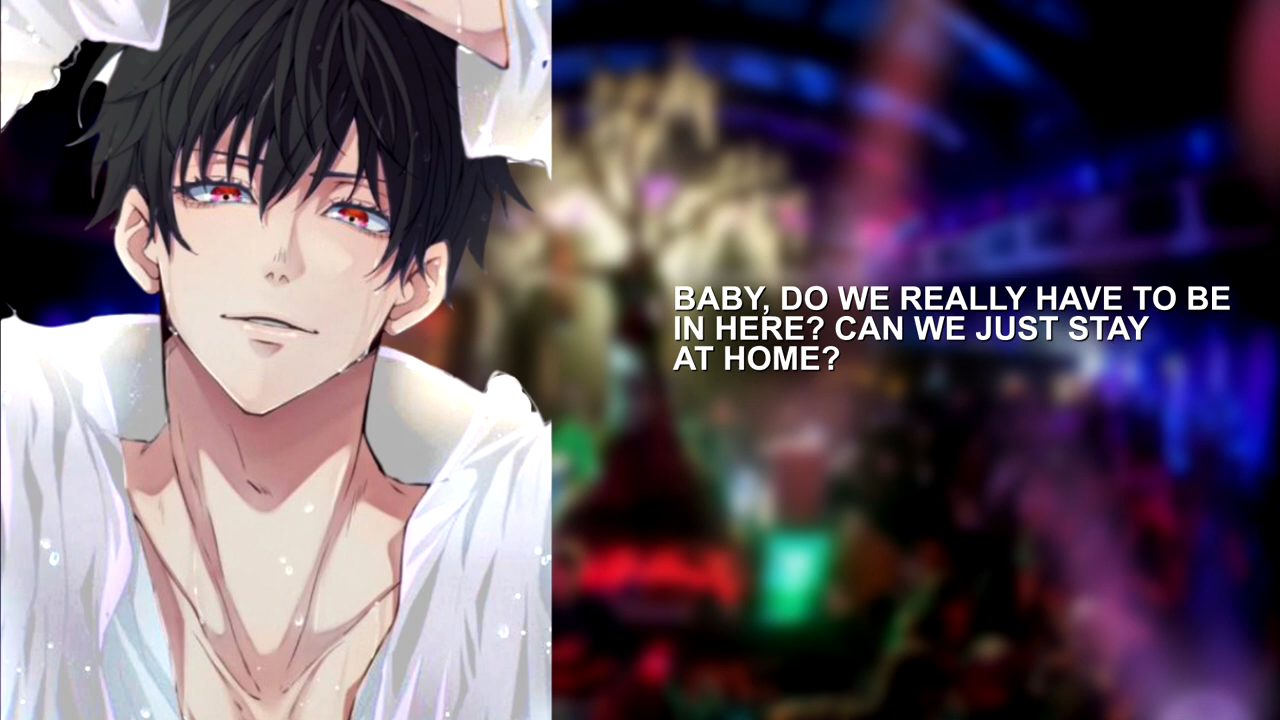 BABY, DO WE REALLY HAVE TO BE
IN HERE? CAN WE JUST STAY
AT HOME?